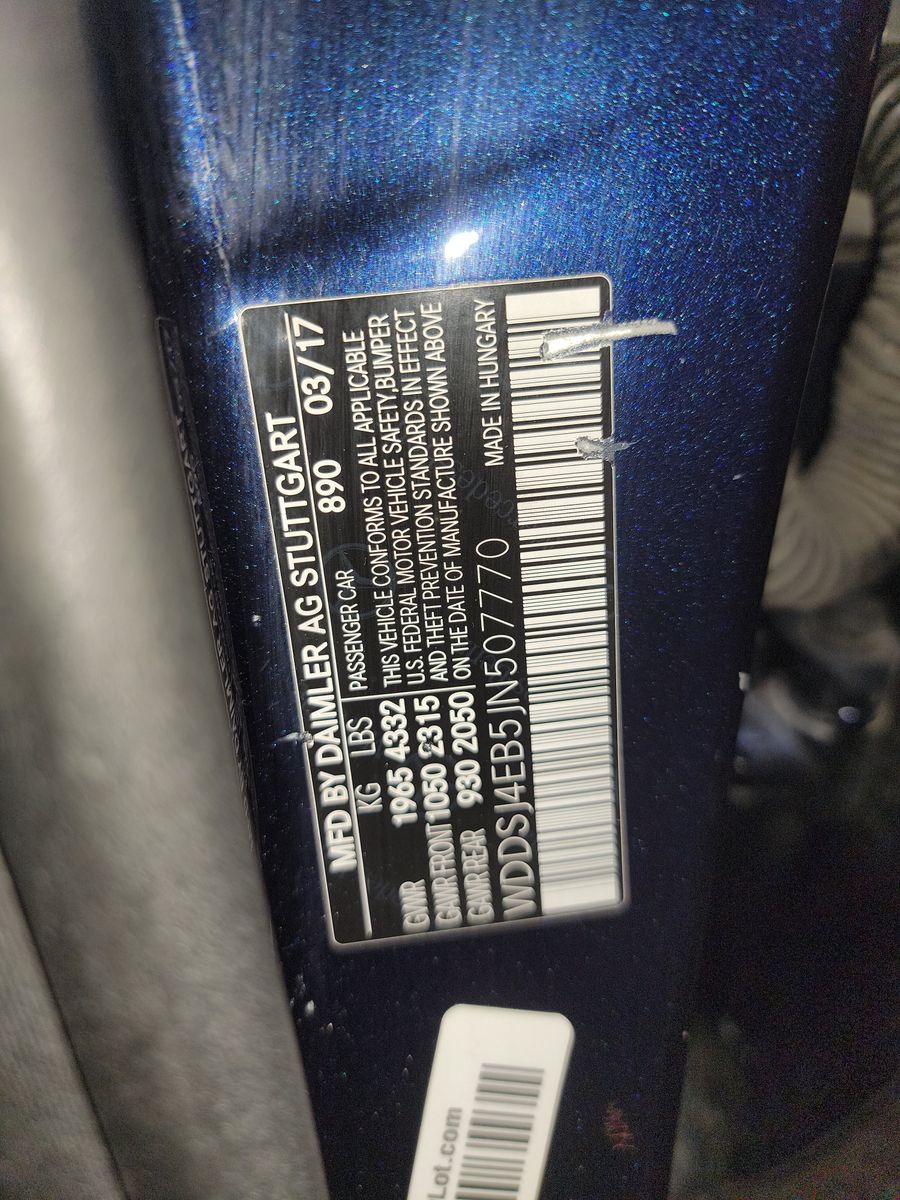 MFD BY DAIMLER AG STUTTGART
KG LBS PASSENGER CAR 890 03/17
GVWR 1965 4332 THIS VEHICLE CONFORMS TO ALL APPLICABLE
GAWR FRONT 1050 2315 U.S. FEDERAL MOTOR VEHICLE SAFETY,BUMPER
GAWR REAR 930 2050 AND THEFT PREVENTION STANDARDS IN EFFECT
ON THE DATE OF MANUFACTURE SHOWN ABOVE
WDDSJ4EB5JN507770 MADE IN HUNGARY
Lot.com